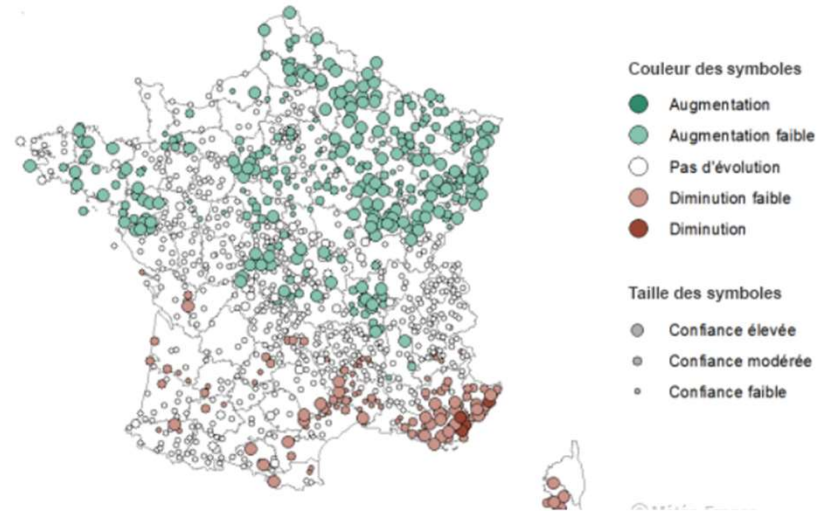 Couleur des symboles
Augmentation
Augmentation faible
Pas d'évolution
Diminution faible
Diminution
Taille des symboles
Confiance élevée
Confiance modérée
Confiance faible